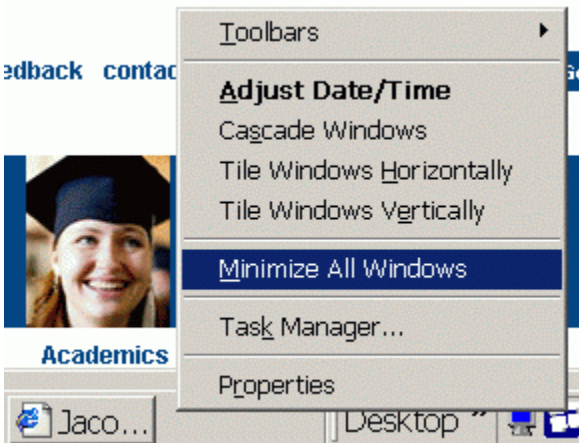 Toolbars
edback contac
Adjust Date/Time
Cascade Windows
Tile Windows Horizontally
Tile Windows Vertically
Minimize All Windows
Task Manager...
Academics
Properties
Jaco...
Desktop »